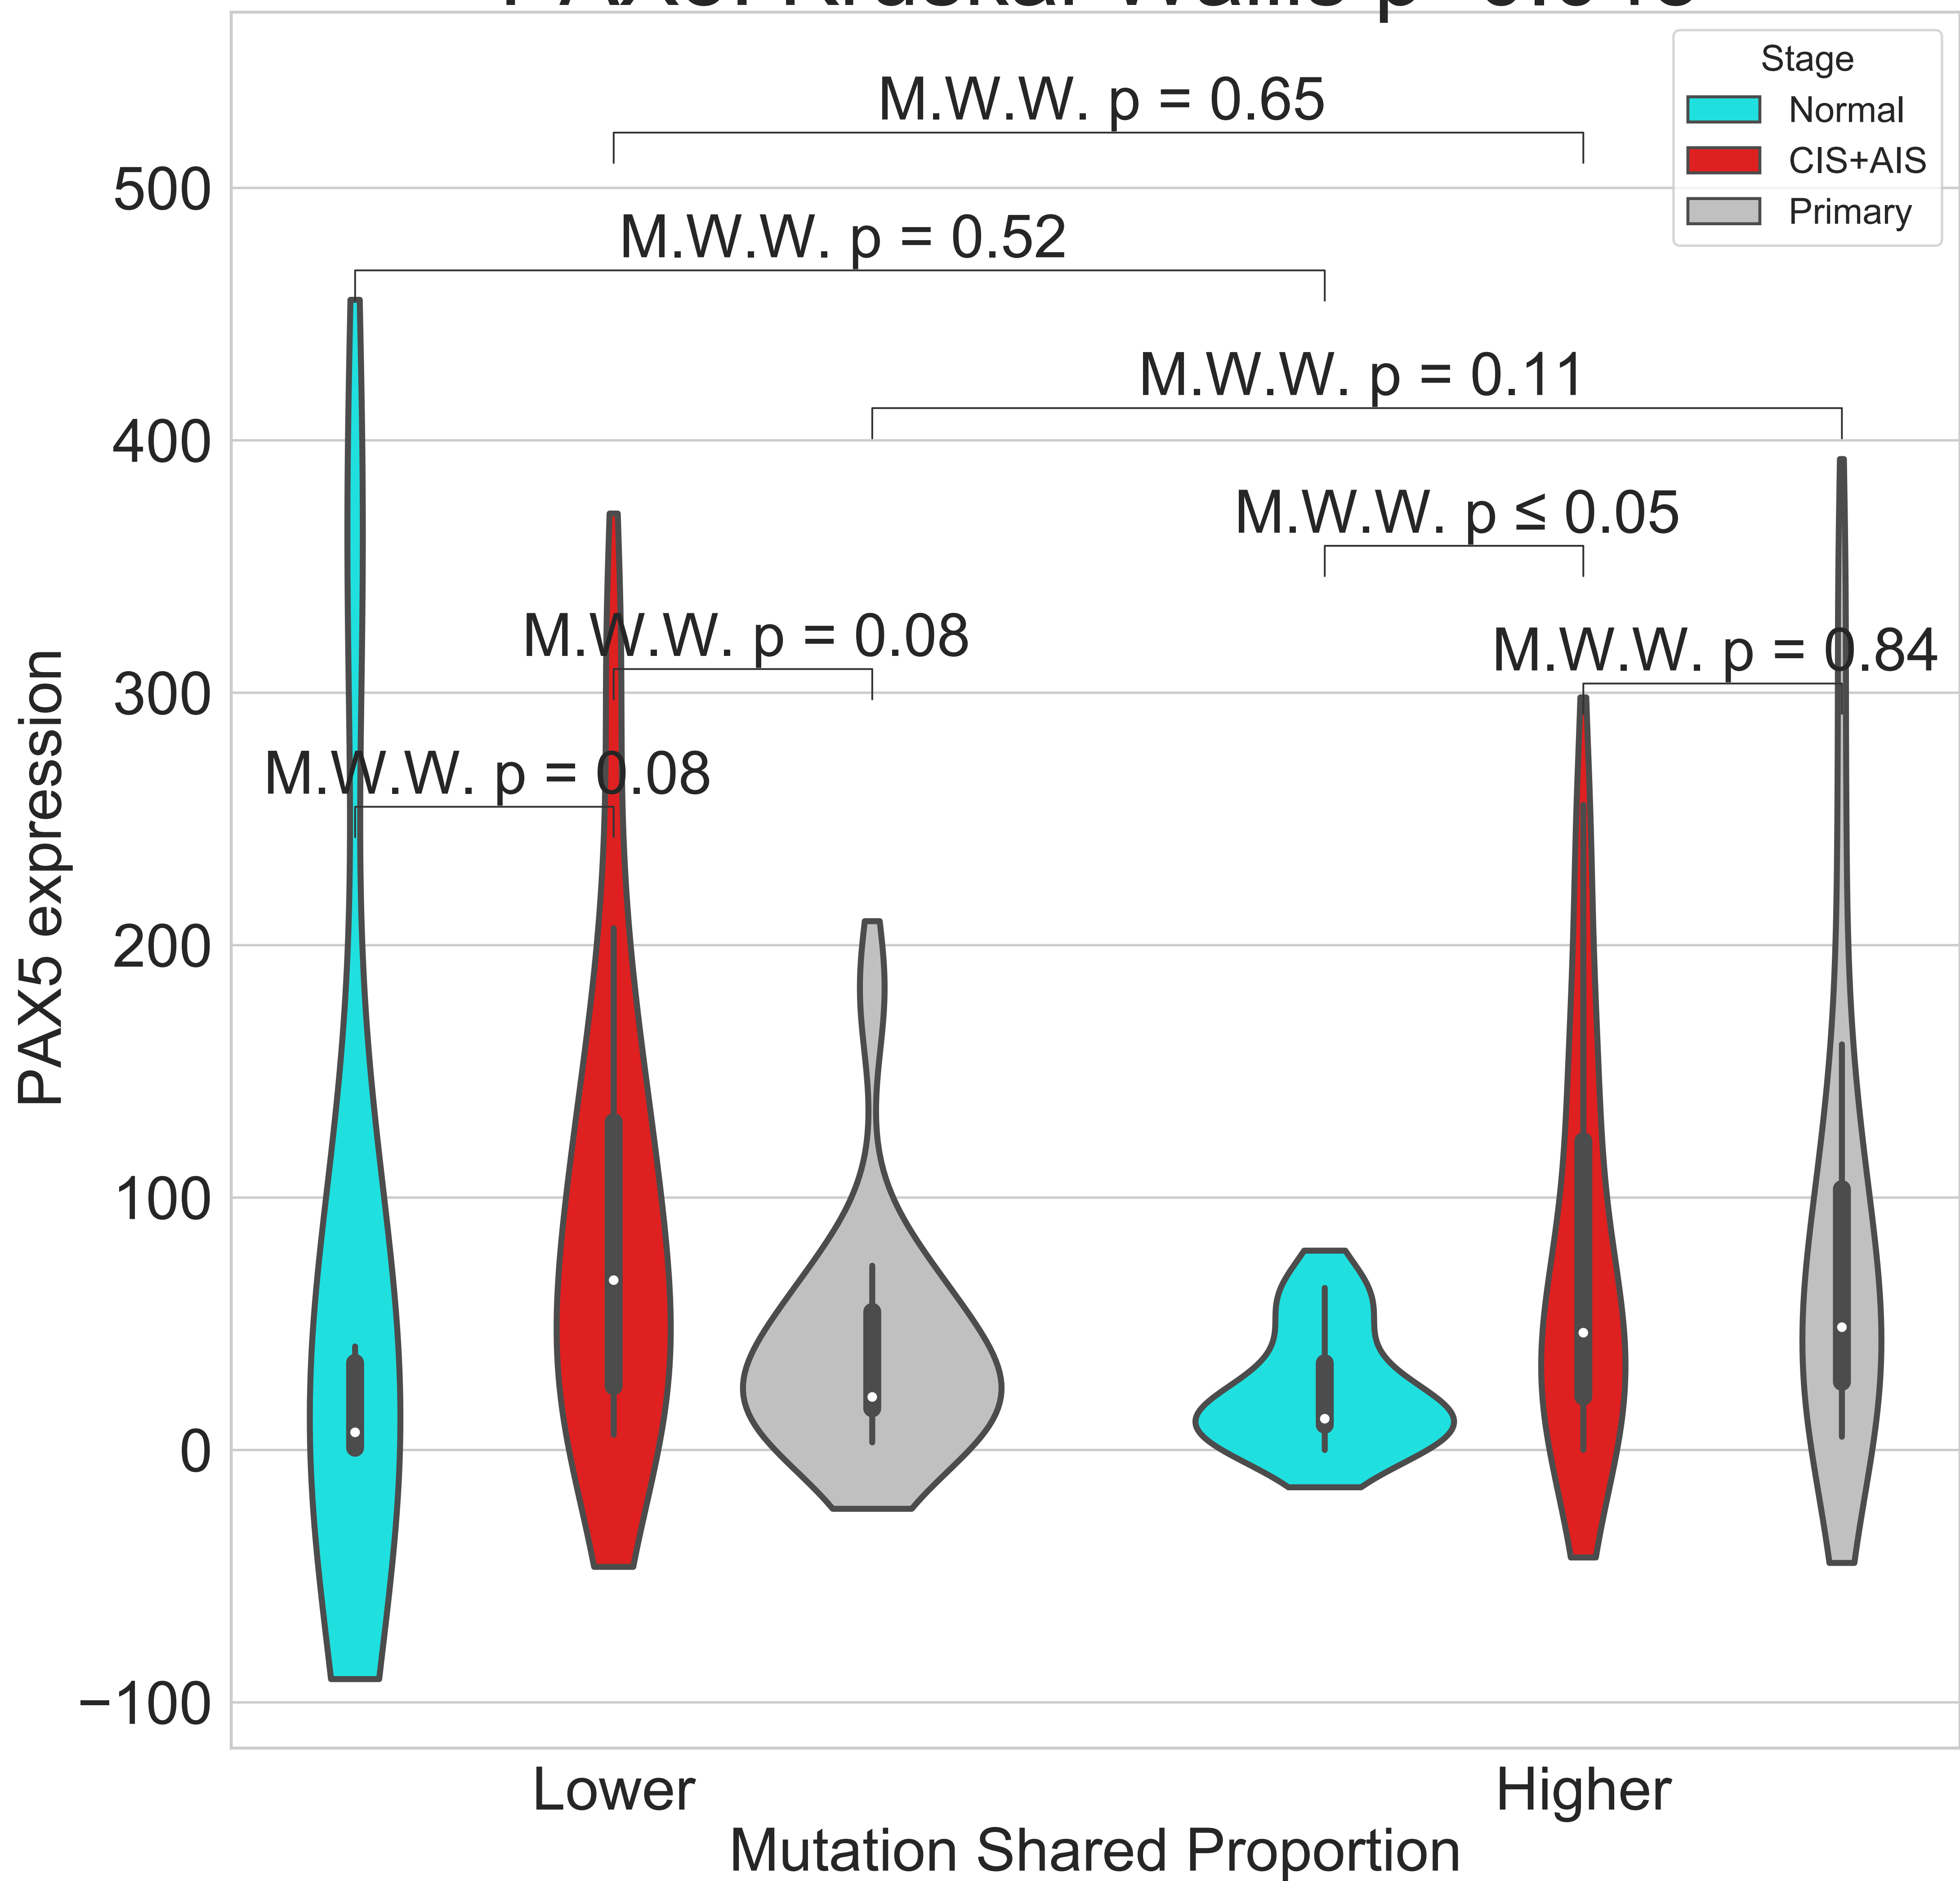 Stage
Normal
CIS+AIS
Primary
M.W.W. p = 0.65
M.W.W. p = 0.52
M.W.W. p = 0.11
M.W.W. p ≤ 0.05
M.W.W. p = 0.08
M.W.W. p = 0.84
M.W.W. p = 0.08
500
400
300
200
100
0
−100
PAX5 expression
Lower
Higher
Mutation Shared Proportion